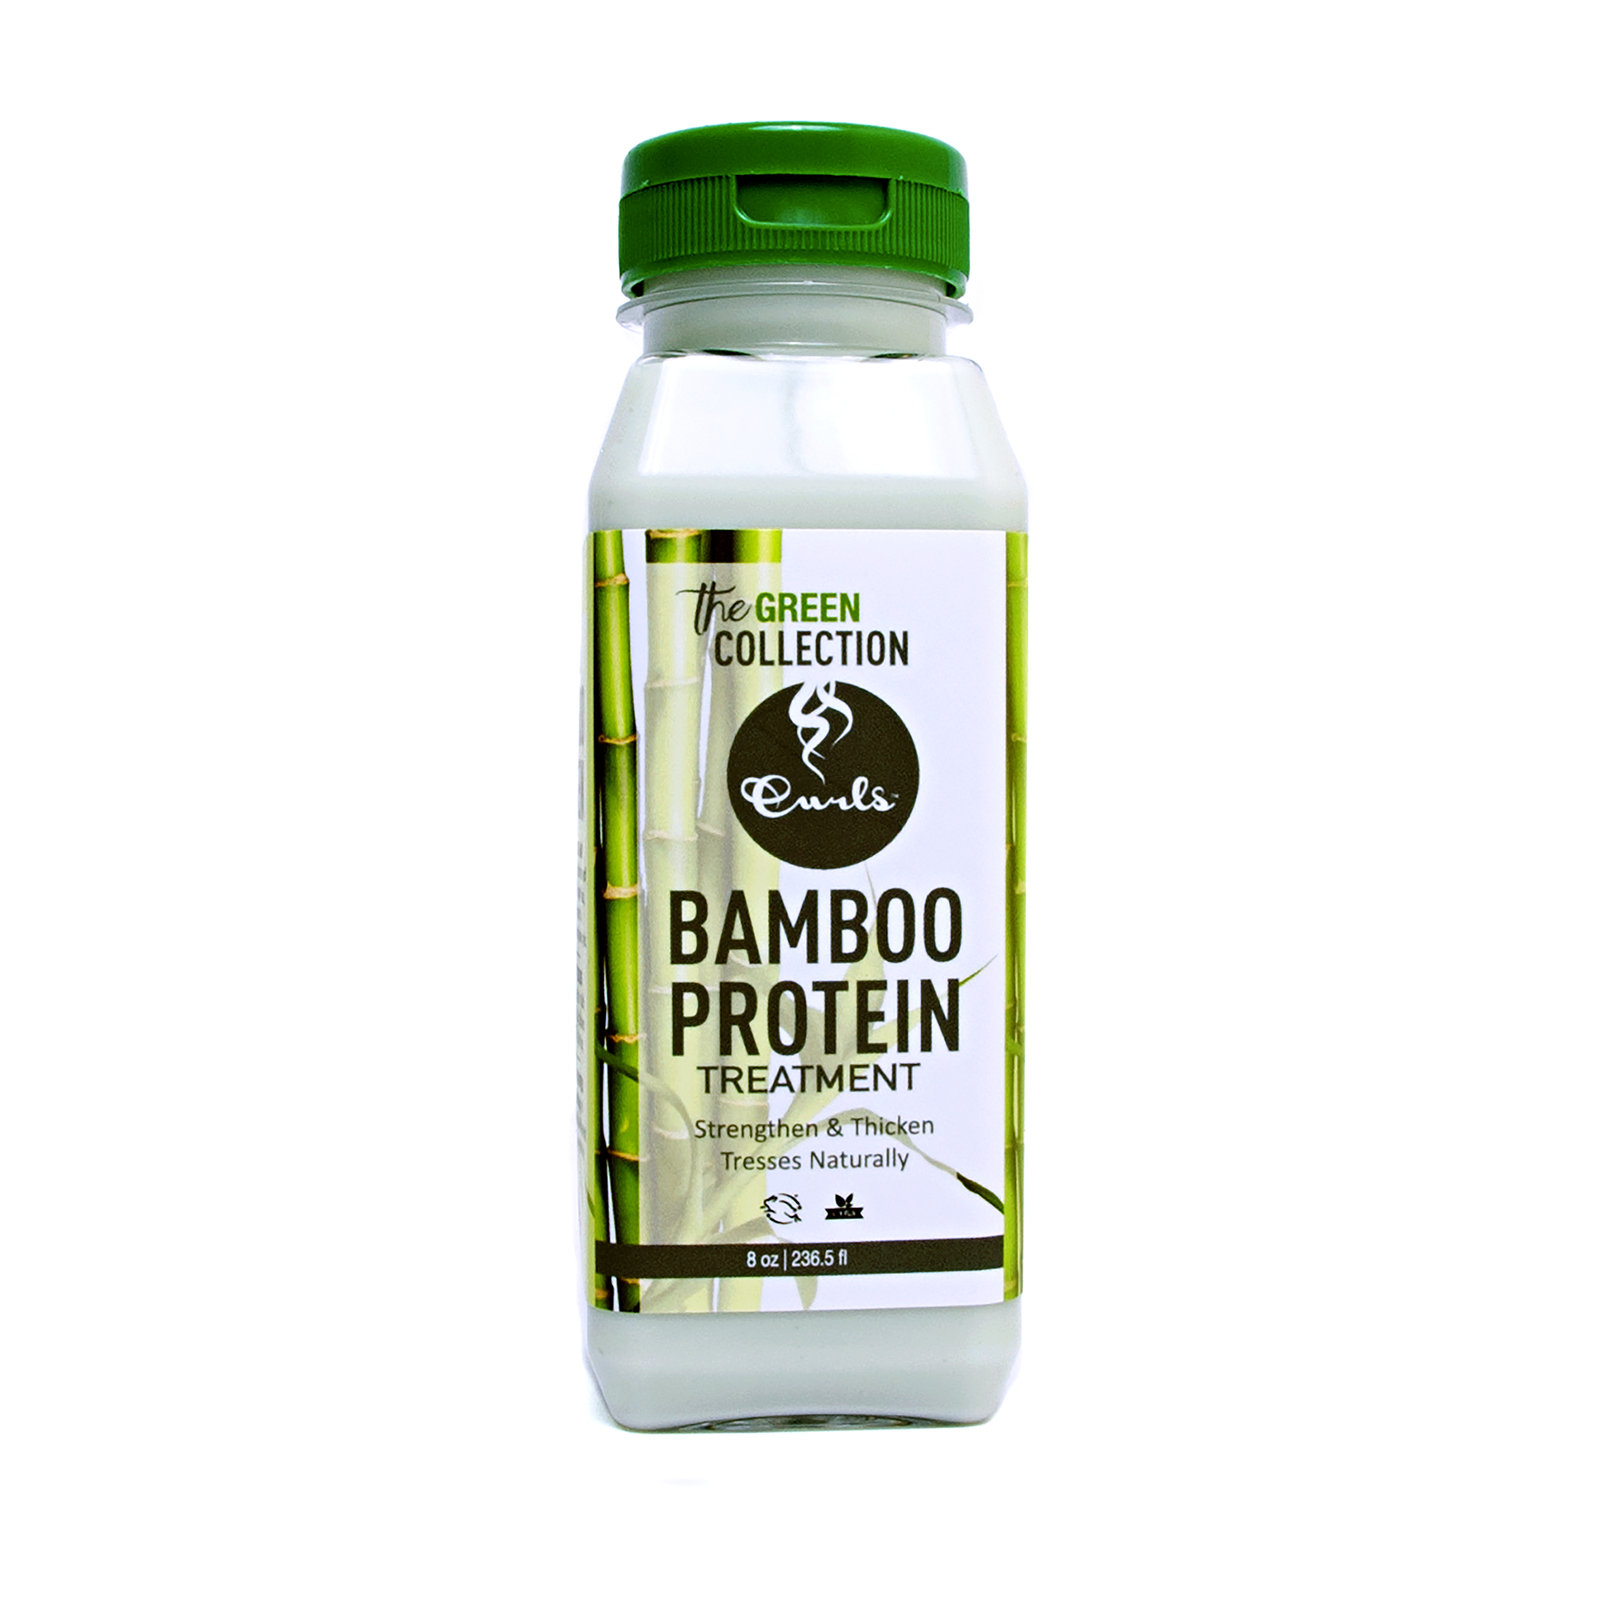 the GREEN
COLLECTION
Curls
BAMBOO
PROTEIN
TREATMENT
Strengthen & Thicken
Tresses Naturally
8 oz | 236.5 fl